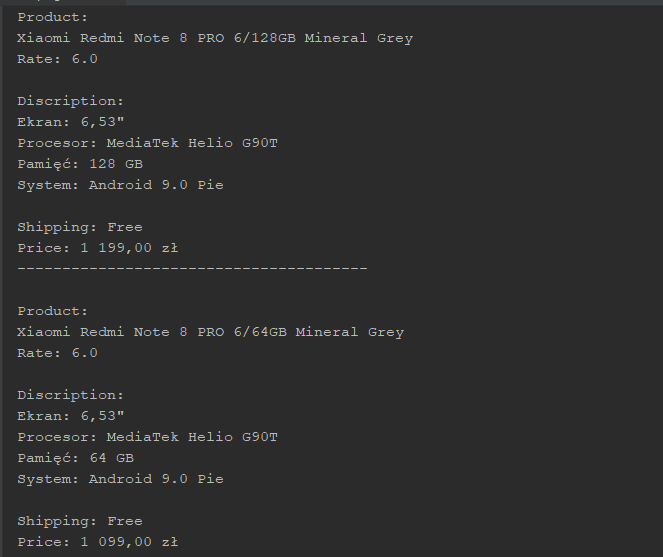 Product:
Xiaomi Redmi Note 8 PRO 6/128GB Mineral Grey
Rate: 6.0
Discription:
Ekran: 6,53"
Procesor: MediaTek Helio G90T
Pamięć: 128 GB
System: Android 9.0 Pie
Shipping: Free
Price: 1 199,00 zł
---------------------------------------
Product:
Xiaomi Redmi Note 8 PRO 6/64GB Mineral Grey
Rate: 6.0
Discription:
Ekran: 6,53"
Procesor: MediaTek Helio G90T
Pamięć: 64 GB
System: Android 9.0 Pie
Shipping: Free
Price: 1 099,00 zł